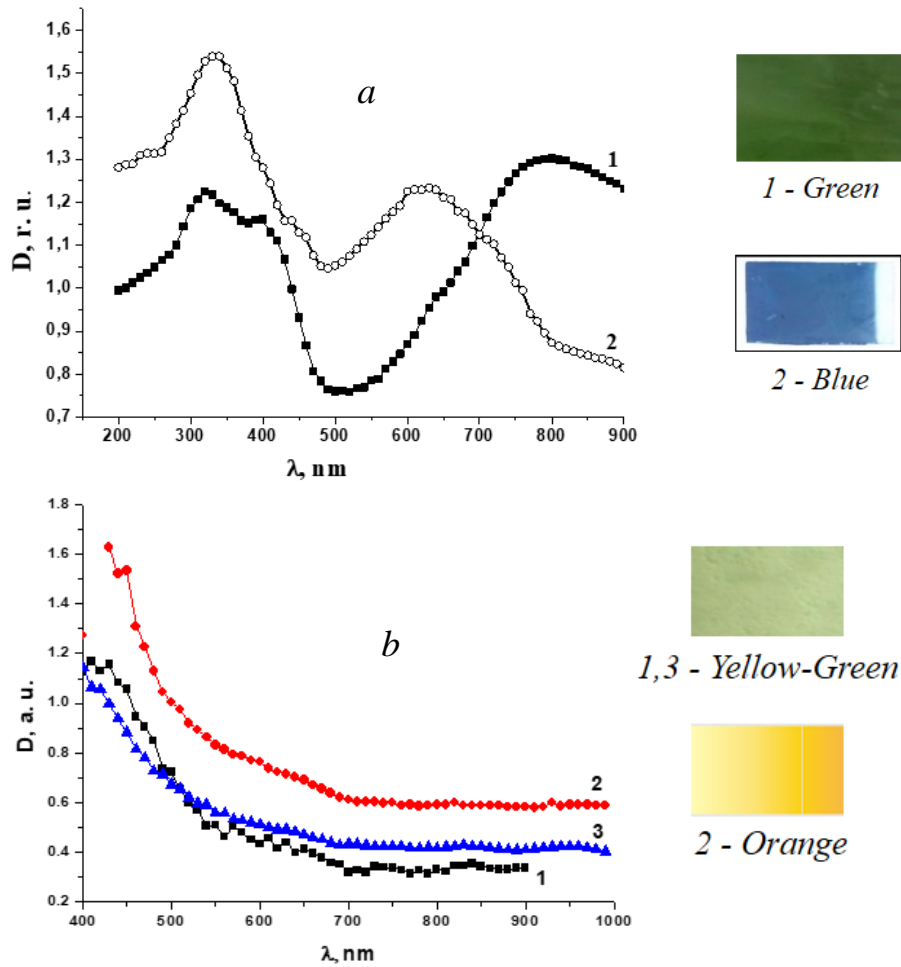 1,6
1,5
1,4
1,3
1,2
1,1
1,0
0,9
0,8
0,7
D, r. u.
a
1
2
200 300 400 500 600 700 800 900
λ, nm
1 - Green
2 - Blue
1.8
1.6
1.4
1.2
1.0
0.8
0.6
0.4
0.2
D, a. u.
b
2
3
1
400 500 600 700 800 900 1000
λ, nm
1,3 - Yellow-Green
2 - Orange